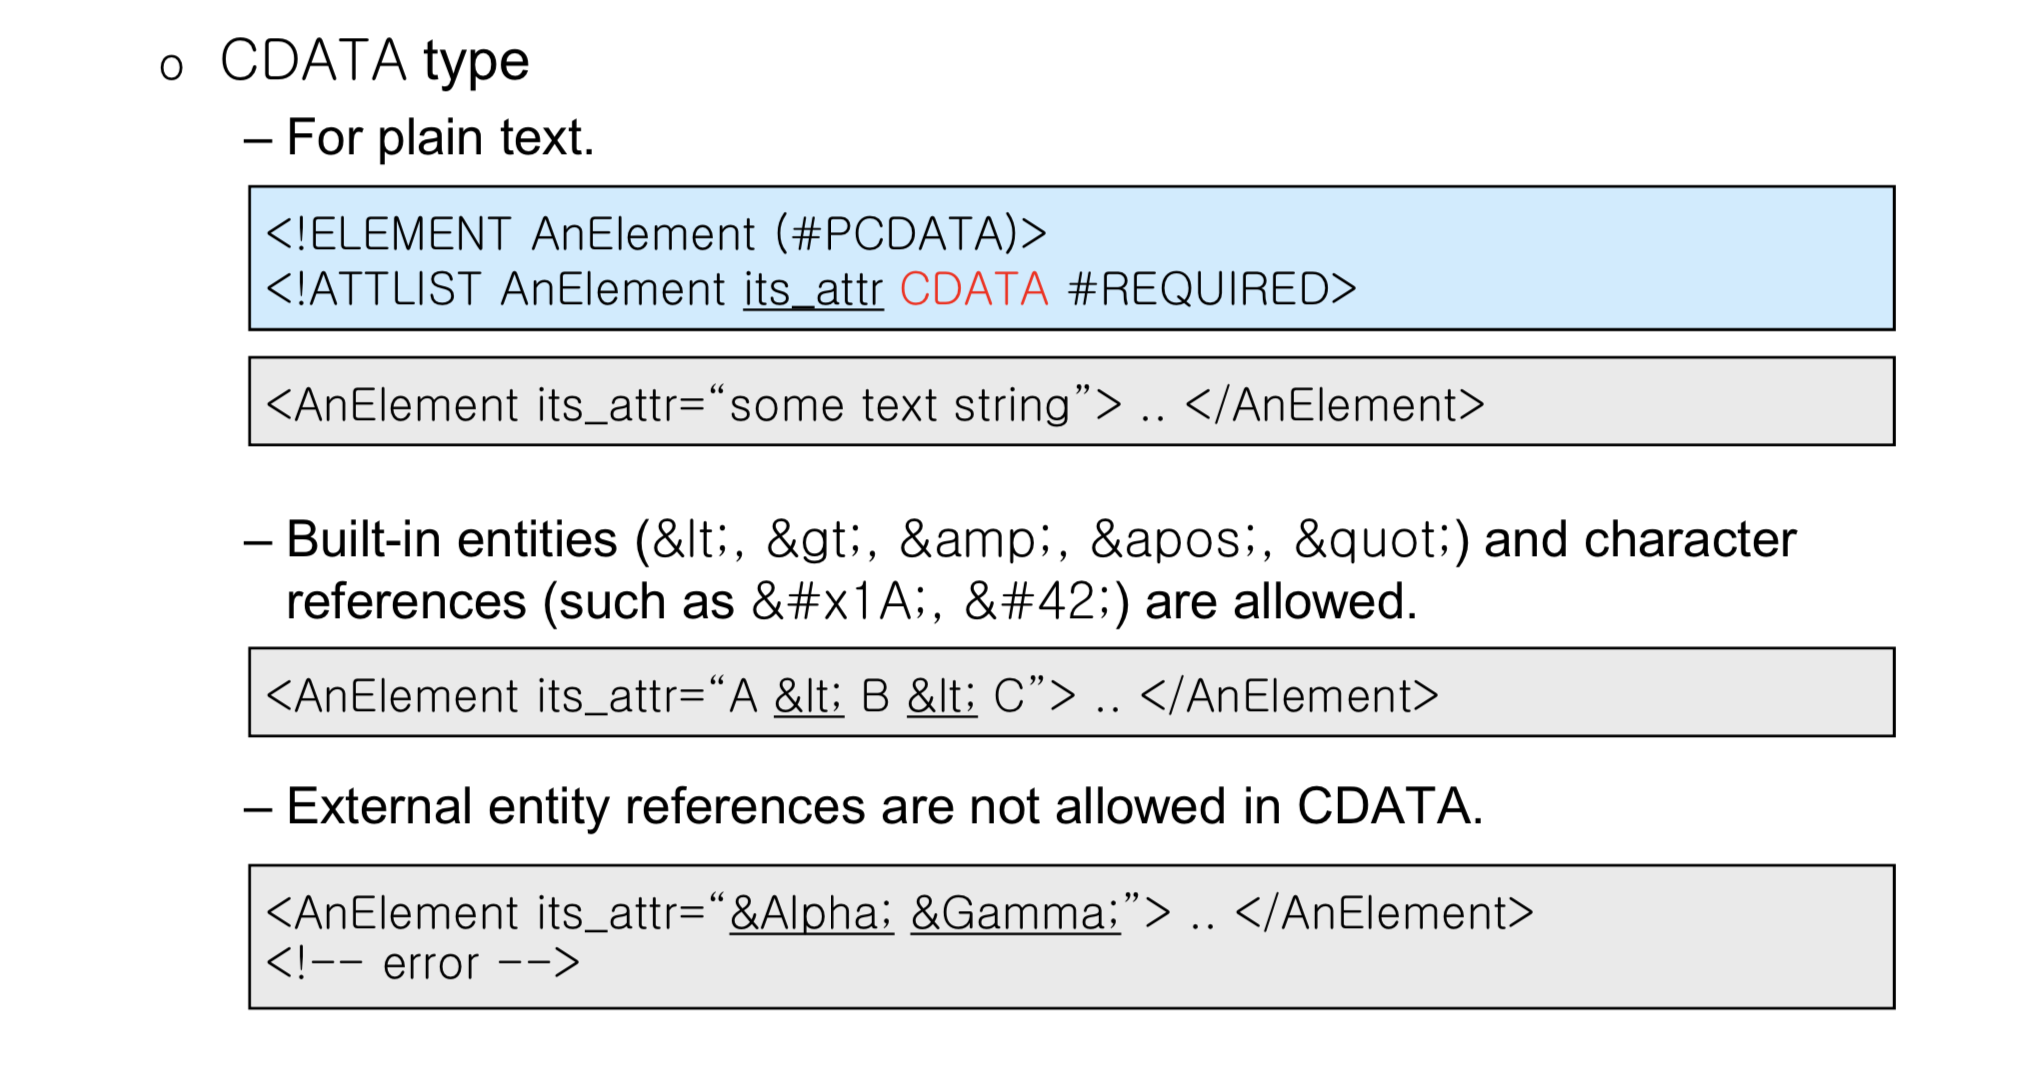 o CDATA type
– For plain text.
<!ELEMENT AnElement (#PCDATA)>
<!ATTLIST AnElement its_attr CDATA #REQUIRED>
<AnElement its_attr=“some text string”> .. </AnElement>
– Built-in entities (&lt;, &gt;, &amp;, &apos;, &quot;) and character
references (such as &#x1A;, &#42;) are allowed.
<AnElement its_attr=“A &lt; B &lt; C”> .. </AnElement>
– External entity references are not allowed in CDATA.
<AnElement its_attr=“&Alpha; &Gamma;”> .. </AnElement>
<!-- error -->